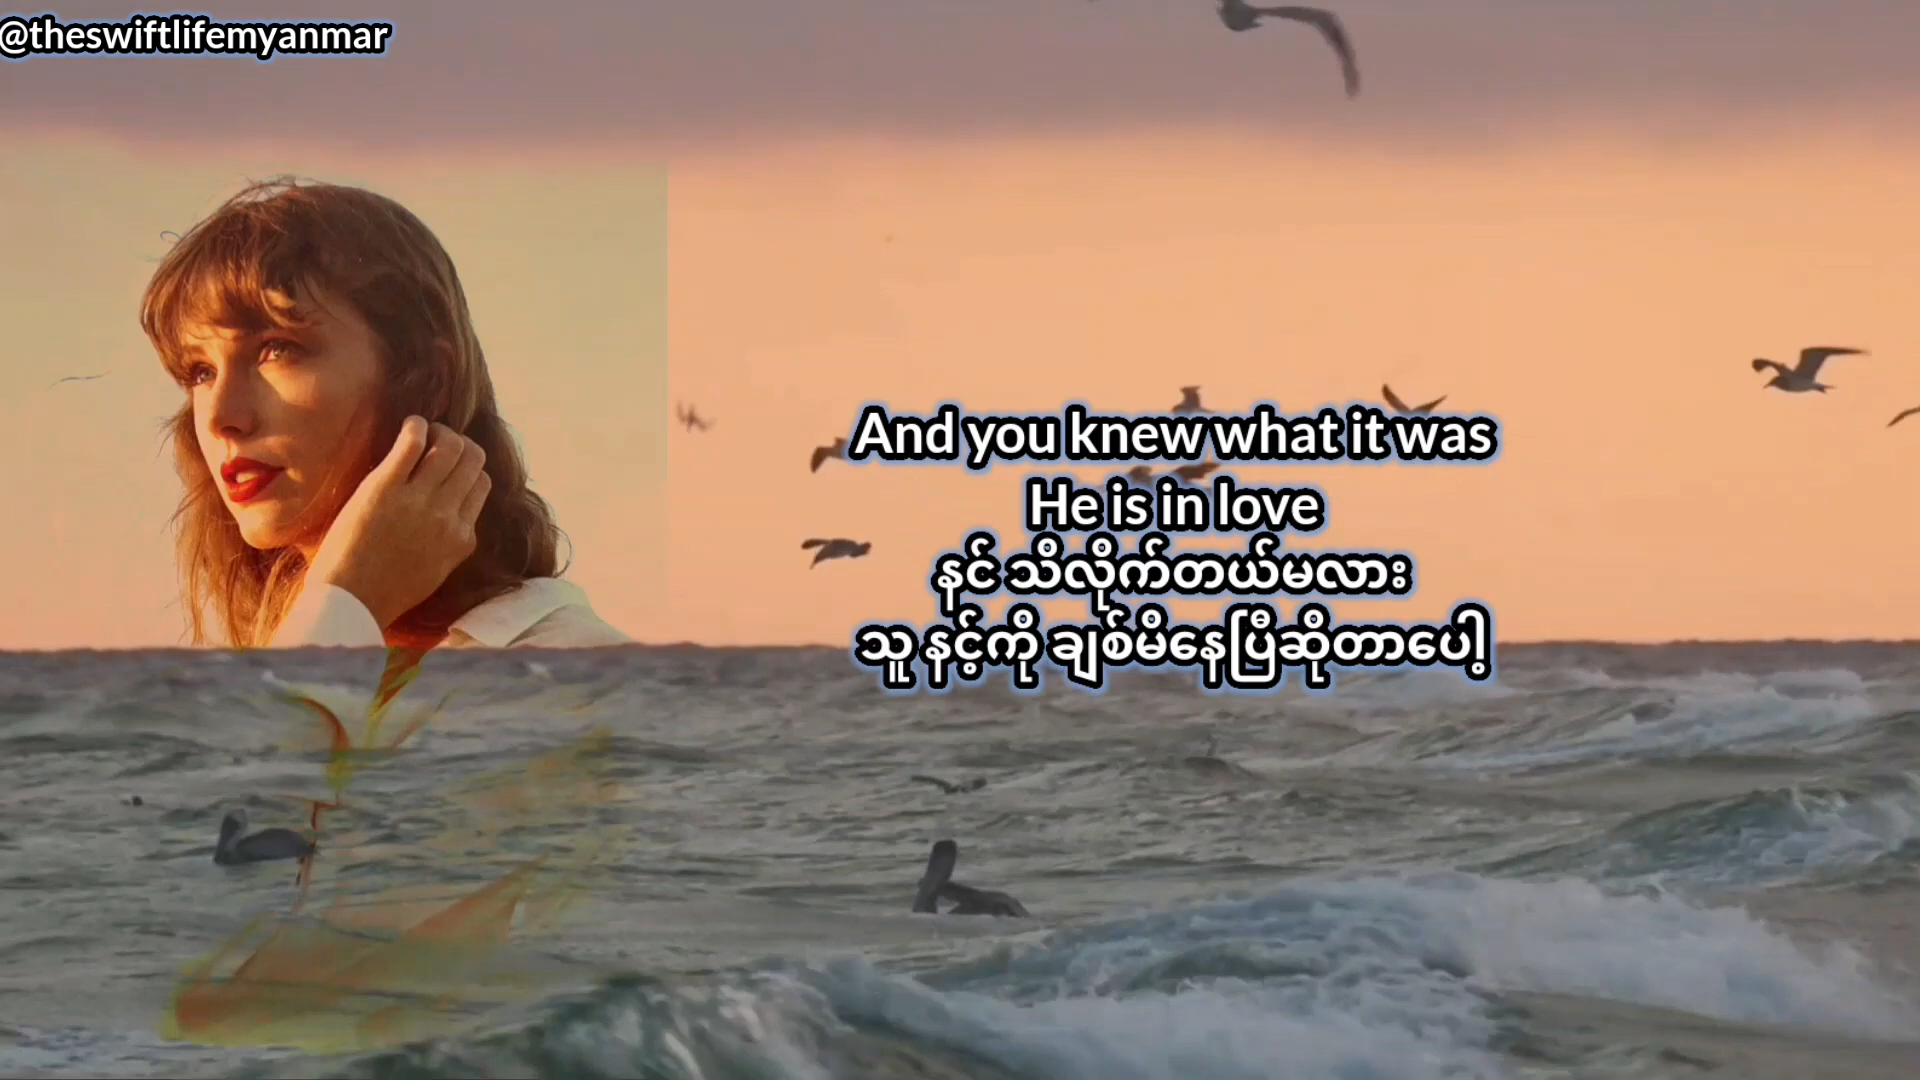 @theswiftlifemyanmar
And you knew what it was
He is in love
နင် သိလိုက်တယ်မလား
သူ နင့်ကို ချစ်မိနေပြီဆိုတာပေါ့